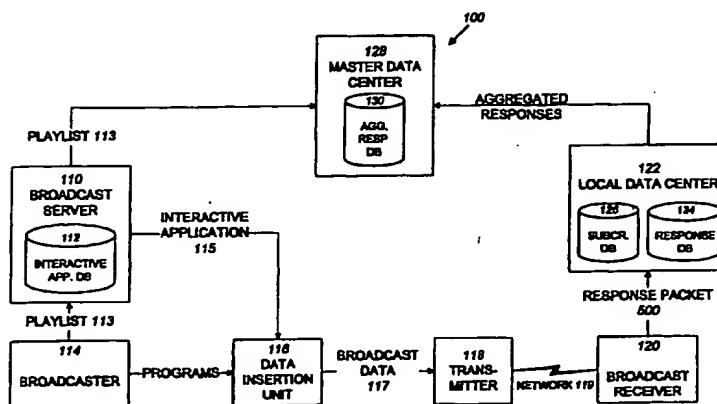 100
128
MASTER DATA
CENTER
130
AGG.
RESP
DB
AGGREGATED
RESPONSES
PLAYLIST 113
110
BROADCAST
SERVER
112
INTERACTIVE
APP. DB
INTERACTIVE
APPLICATION
115
122
LOCAL DATA CENTER
SUBCR.
DB
124
RESPONSE
DB
PLAYLIST 113
RESPONSE PACKET
500
114
BROADCASTER
PROGRAMS
116
DATA
INSERTION
UNIT
BROADCAST
DATA
117
118
TRANS-
MITTER
NETWORK 119
120
BROADCAST
RECEIVER